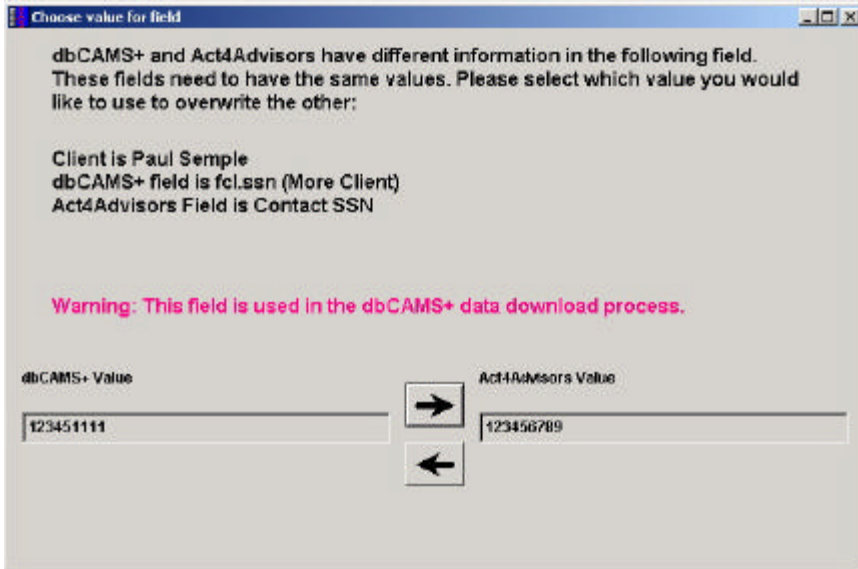 Choose value for field
dbCAMS+ and Act4Advisors have different information in the following field.
These fields need to have the same values. Please select which value you would
like to use to overwrite the other:
Client is Paul Semple
dbCAMS+ field is fcl.ssn (More Client)
Act4Advisors Field is Contact SSN
Warning: This field is used in the dbCAMS+ data download process.
dbCAMS+ Value
Act4Advisors Value
123451111
123456789